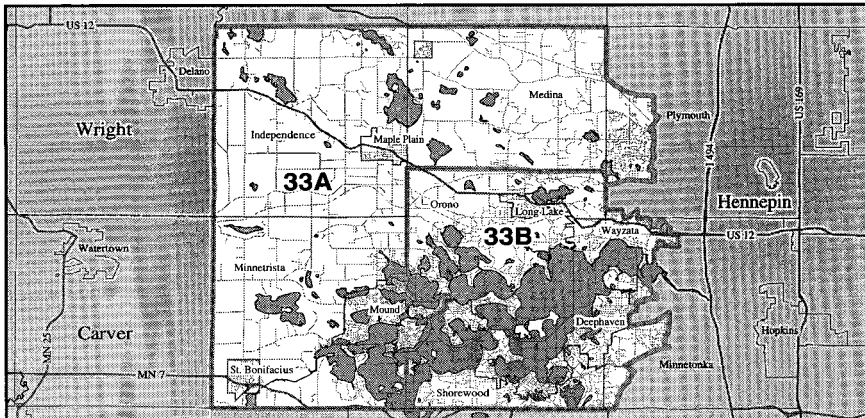 US 12
Delano
Medina
Plymouth
I 494
US 169
Wright
Independence
Maple Plain
33A
Hennepin
Orono
Long Lake
33B
Wayzata
US 12
Watertown
Minnetrista
Mound
Deephaven
Hopkins
Carver
MN 25
Minnetonka
St. Bonifacius
MN 7
Shorewood